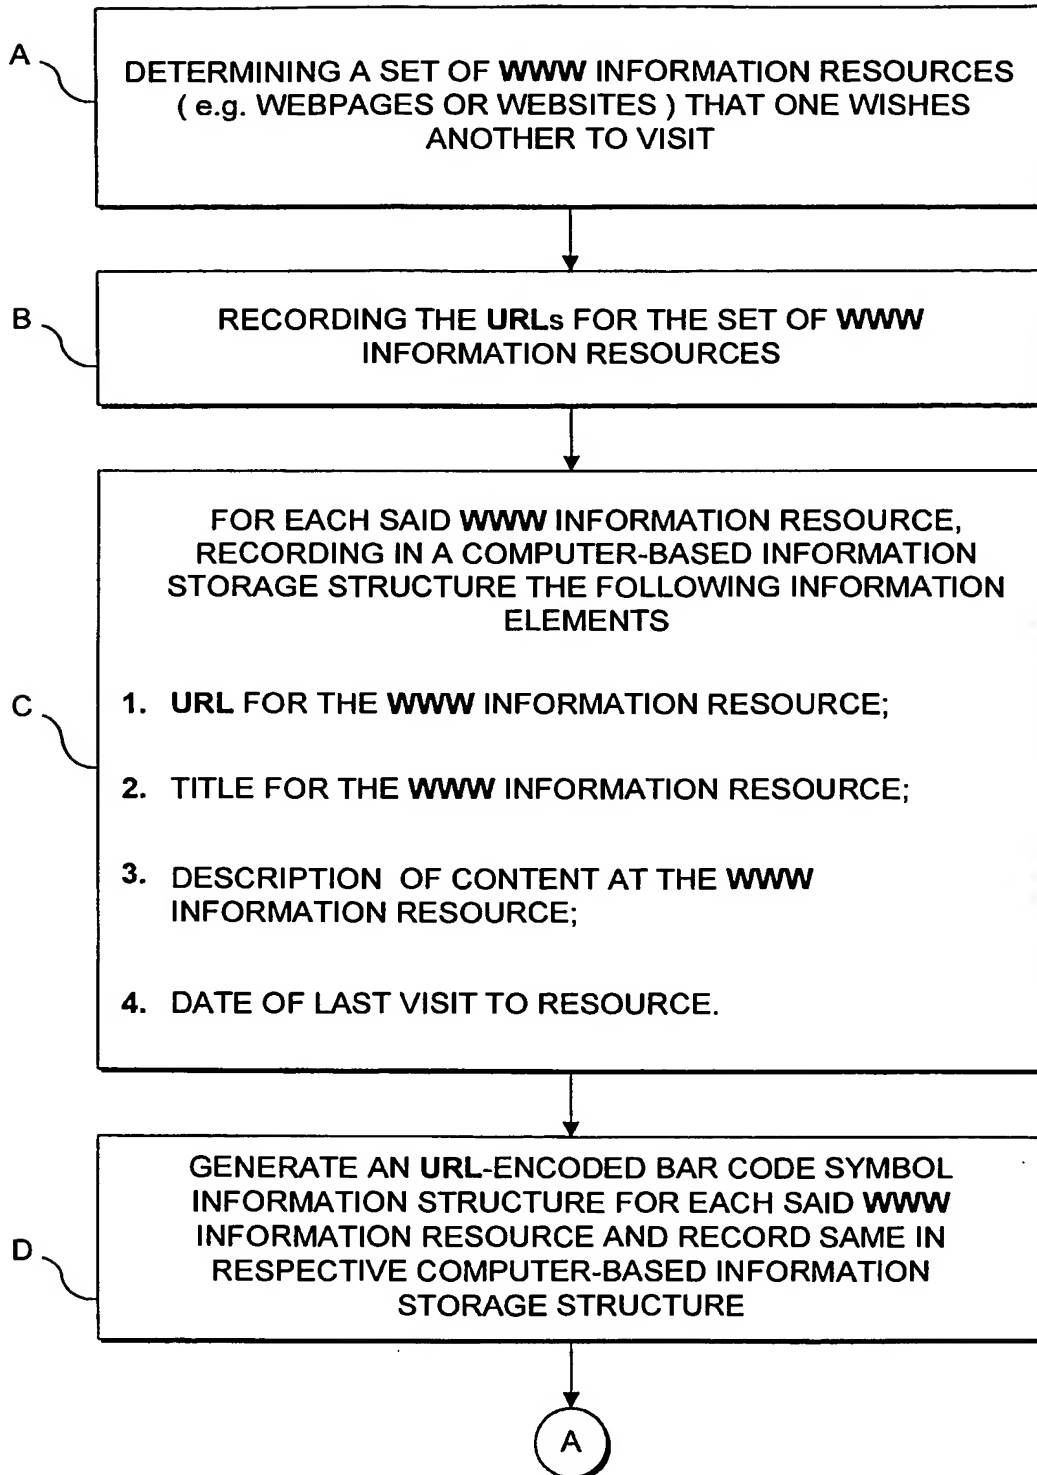 A
DETERMINING A SET OF WWW INFORMATION RESOURCES
( e.g. WEBPAGES OR WEBSITES ) THAT ONE WISHES
ANOTHER TO VISIT
B
RECORDING THE URLs FOR THE SET OF WWW
INFORMATION RESOURCES
FOR EACH SAID WWW INFORMATION RESOURCE,
RECORDING IN A COMPUTER-BASED INFORMATION
STORAGE STRUCTURE THE FOLLOWING INFORMATION
ELEMENTS
C
1. URL FOR THE WWW INFORMATION RESOURCE;
2. TITLE FOR THE WWW INFORMATION RESOURCE;
3. DESCRIPTION OF CONTENT AT THE WWW
INFORMATION RESOURCE;
4. DATE OF LAST VISIT TO RESOURCE.
D
GENERATE AN URL-ENCODED BAR CODE SYMBOL
INFORMATION STRUCTURE FOR EACH SAID WWW
INFORMATION RESOURCE AND RECORD SAME IN
RESPECTIVE COMPUTER-BASED INFORMATION
STORAGE STRUCTURE
A